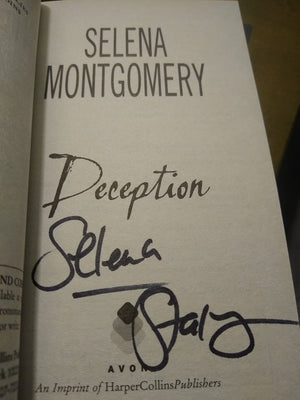 SELENA
MONTGOMERY
Deception
Selena
AVON
An Imprint of HarperCollinsPublishers